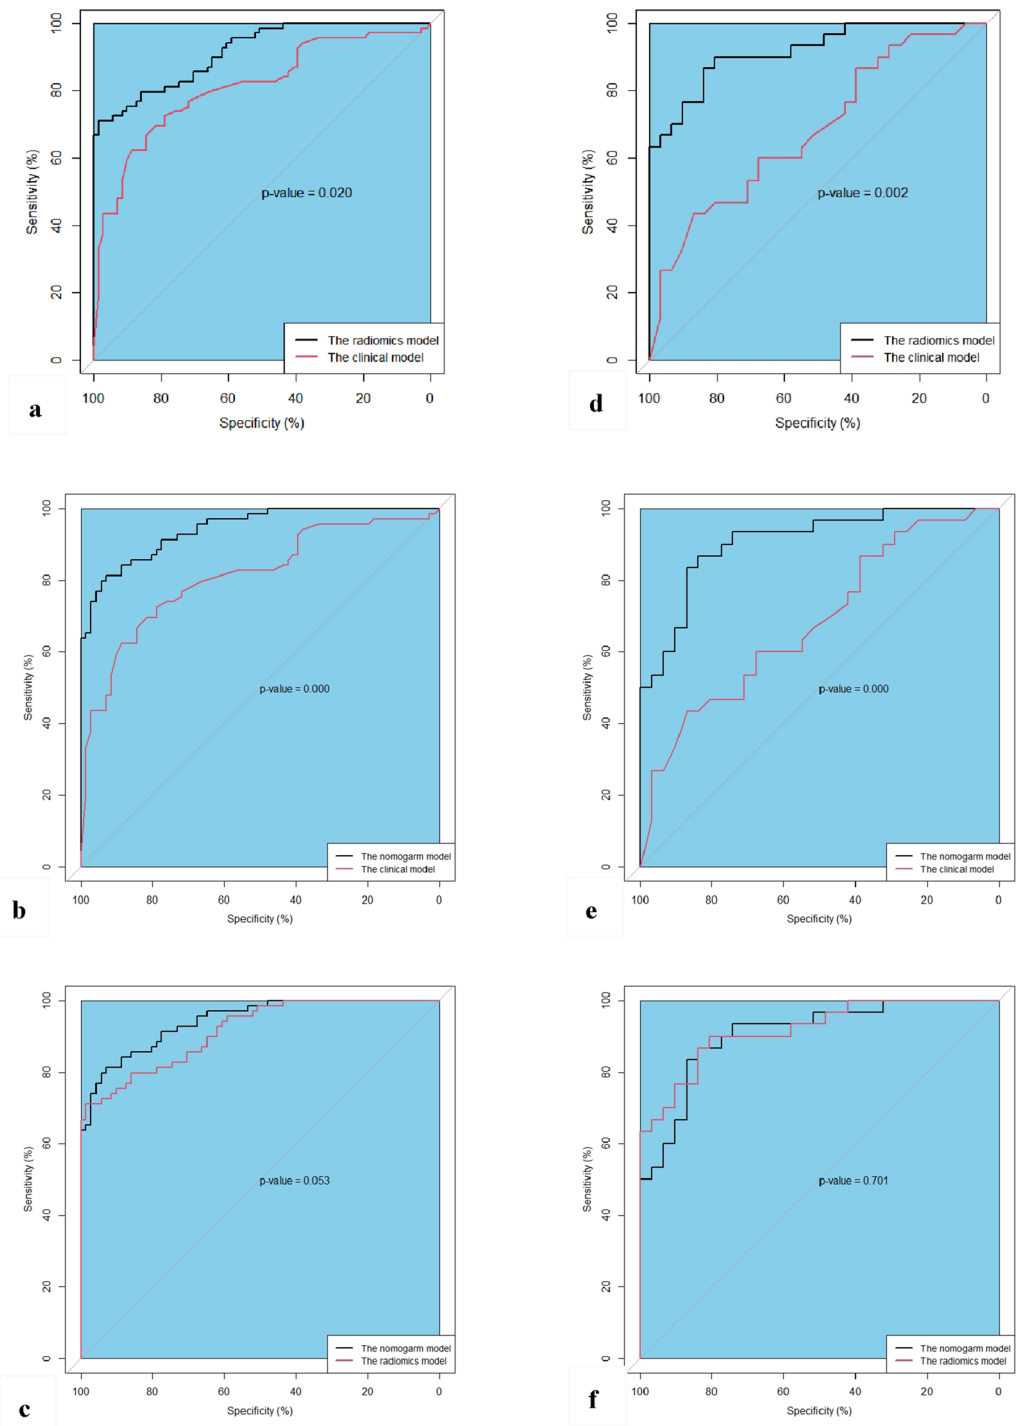 100
80
60
40
20
0
Sensitivity (%)
p-value = 0.020
The radiomics model
The clinical model
100 80 60 40 20 0
Specificity (%)
a
100
80
60
40
20
0
Sensitivity (%)
p-value = 0.002
The radiomics model
The clinical model
100 80 60 40 20 0
Specificity (%)
d
100
80
60
40
20
0
Sensitivity (%)
p-value = 0.000
The nomogarm model
The clinical model
100 80 60 40 20 0
Specificity (%)
b
100
80
60
40
20
0
Sensitivity (%)
p-value = 0.000
The nomogarm model
The clinical model
100 80 60 40 20 0
Specificity (%)
e
100
80
60
40
20
0
Sensitivity (%)
p-value = 0.053
The nomogarm model
The radiomics model
100 80 60 40 20 0
Specificity (%)
c
100
80
60
40
20
0
Sensitivity (%)
p-value = 0.701
The nomogarm model
The radiomics model
100 80 60 40 20 0
Specificity (%)
f